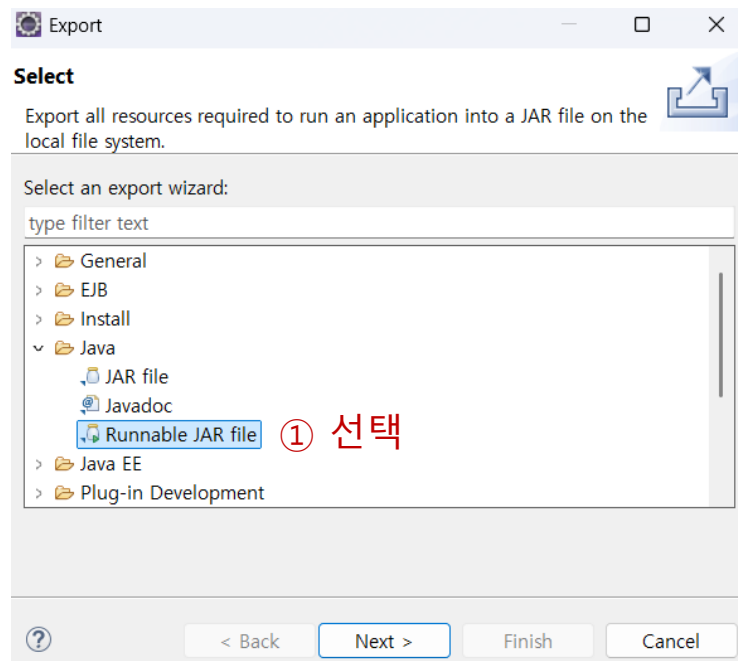 Export
Select
Export all resources required to run an application into a JAR file on the
local file system.
Select an export wizard:
type filter text
General
EJB
Install
Java
JAR file
Javadoc
Runnable JAR file ① 선택
Java EE
Plug-in Development
? < Back Next > Finish Cancel